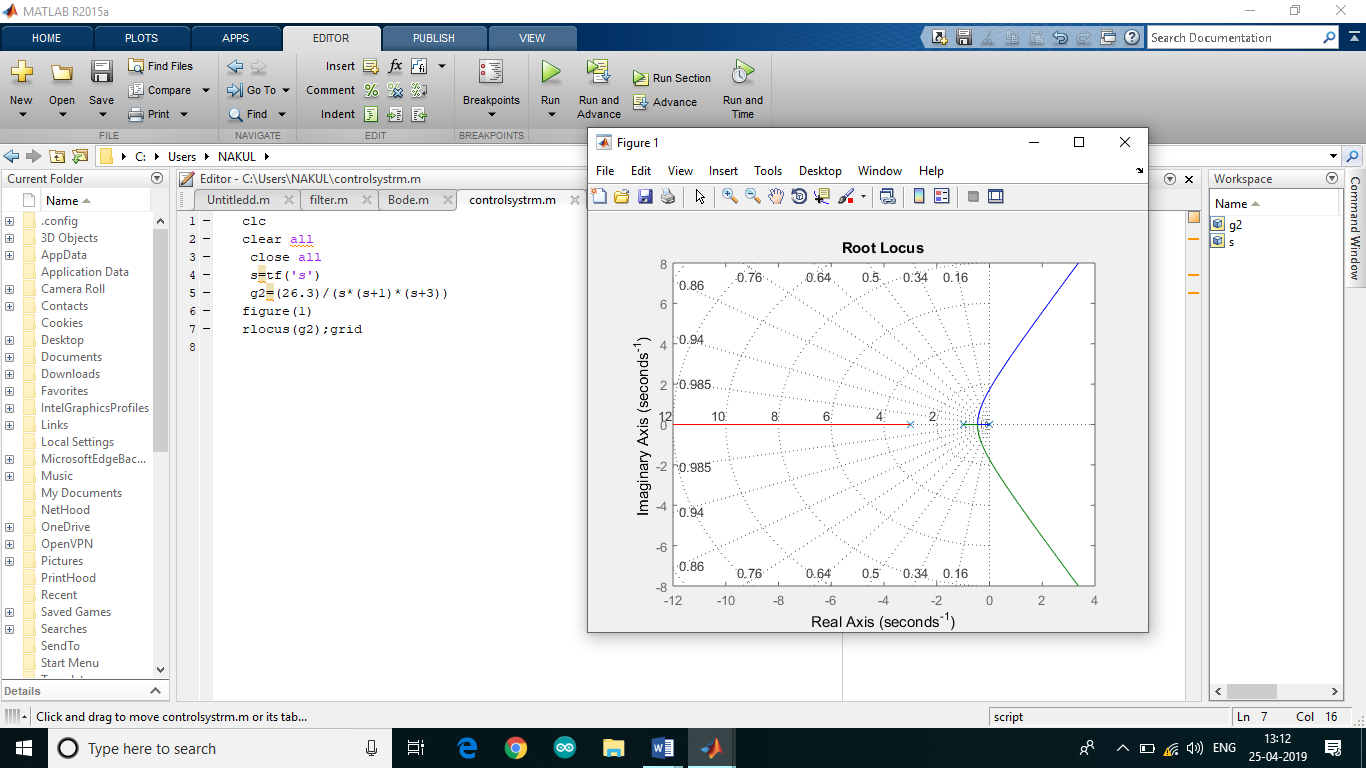 MATLAB R2015a
HOME PLOTS APPS EDITOR PUBLISH VIEW
Search Documentation
New Open Save Find Files Compare Print
FILE
Go To Find
NAVIGATE
Insert fx
Comment
Indent
EDIT
Breakpoints
BREAKPOINTS
Run Run and Advance Run Section Advance Run and Time
C: Users NAKUL
Current Folder
Name
.config
3D Objects
AppData
Application Data
Camera Roll
Contacts
Cookies
Desktop
Documents
Downloads
Favorites
IntelGraphicsProfiles
Links
Local Settings
MicrosoftEdgeBac...
Music
My Documents
NetHood
OneDrive
OpenVPN
Pictures
PrintHood
Recent
Saved Games
Searches
SendTo
Start Menu
Details
Editor - C:\Users\NAKUL\controlsystrm.m
Untitledd.m filter.m Bode.m controlsystrm.m
1 – clc
2 – clear all
3 – close all
4 – s=tf('s')
5 – g2=(26.3)/(s*(s+1)*(s+3))
6 – figure(1)
7 – rlocus(g2);grid
8
Figure 1
File Edit View Insert Tools Desktop Window Help
Root Locus
8 0.76 0.64 0.5 0.34 0.16
0.86
6
4 0.94
2 0.985
12 10 8 6 4 2
0
-2 0.985
-4 0.94
-6
0.86
-8 0.76 0.64 0.5 0.34 0.16
-12 -10 -8 -6 -4 -2 0 2 4
Real Axis (seconds-1)
Imaginary Axis (seconds-1)
Workspace
Name
g2
s
Command Window
Click and drag to move controlsystrm.m or its tab...
script
Ln 7 Col 16
Type here to search
ENG
13:12
25-04-2019